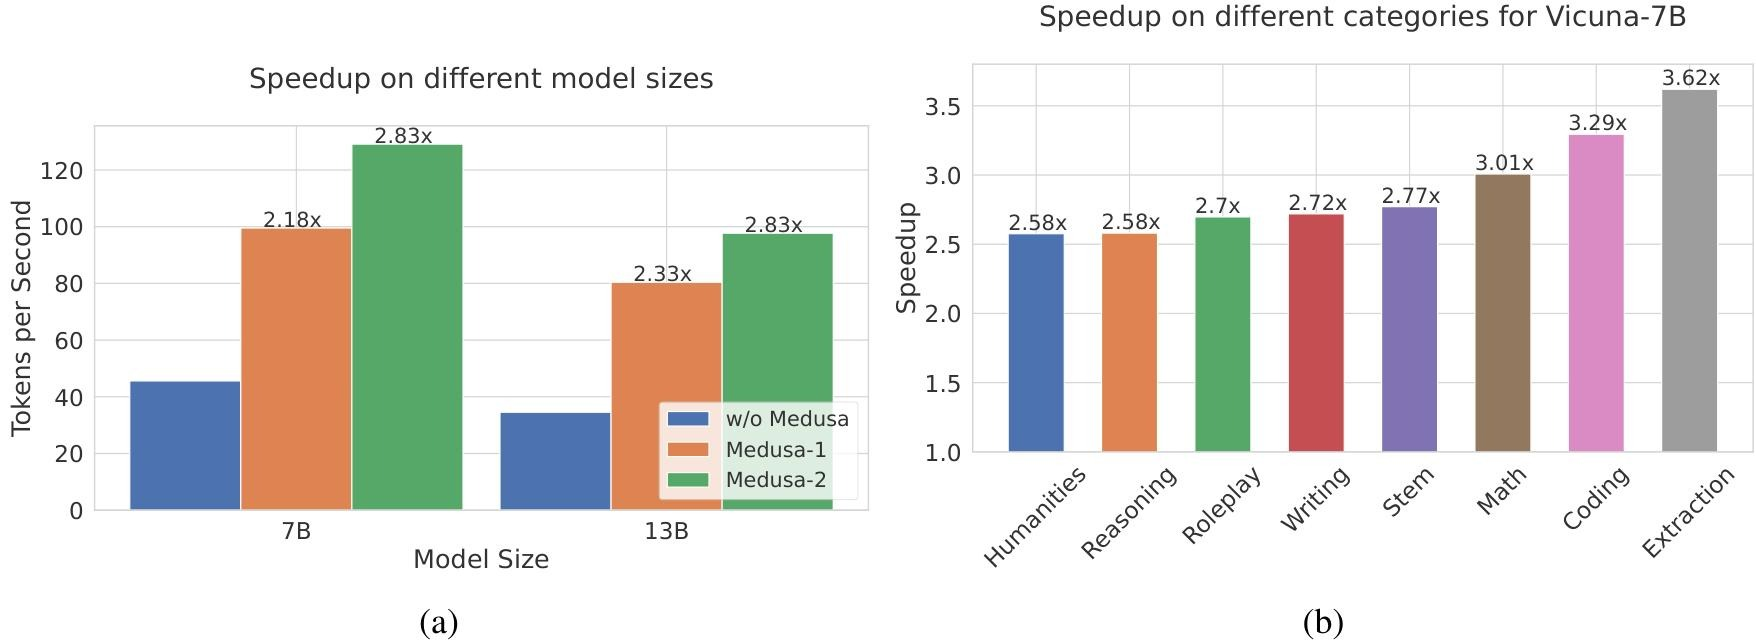 Speedup on different model sizes
Tokens per Second
120
100
80
60
40
20
0
2.18x
2.83x
2.33x
2.83x
w/o Medusa
Medusa-1
Medusa-2
7B
13B
Model Size
(a)
Speedup on different categories for Vicuna-7B
Speedup
3.5
3.0
2.5
2.0
1.5
1.0
2.58x
2.58x
2.7x
2.72x
2.77x
3.01x
3.29x
3.62x
Humanities
Reasoning
Roleplay
Writing
Stem
Math
Coding
Extraction
(b)